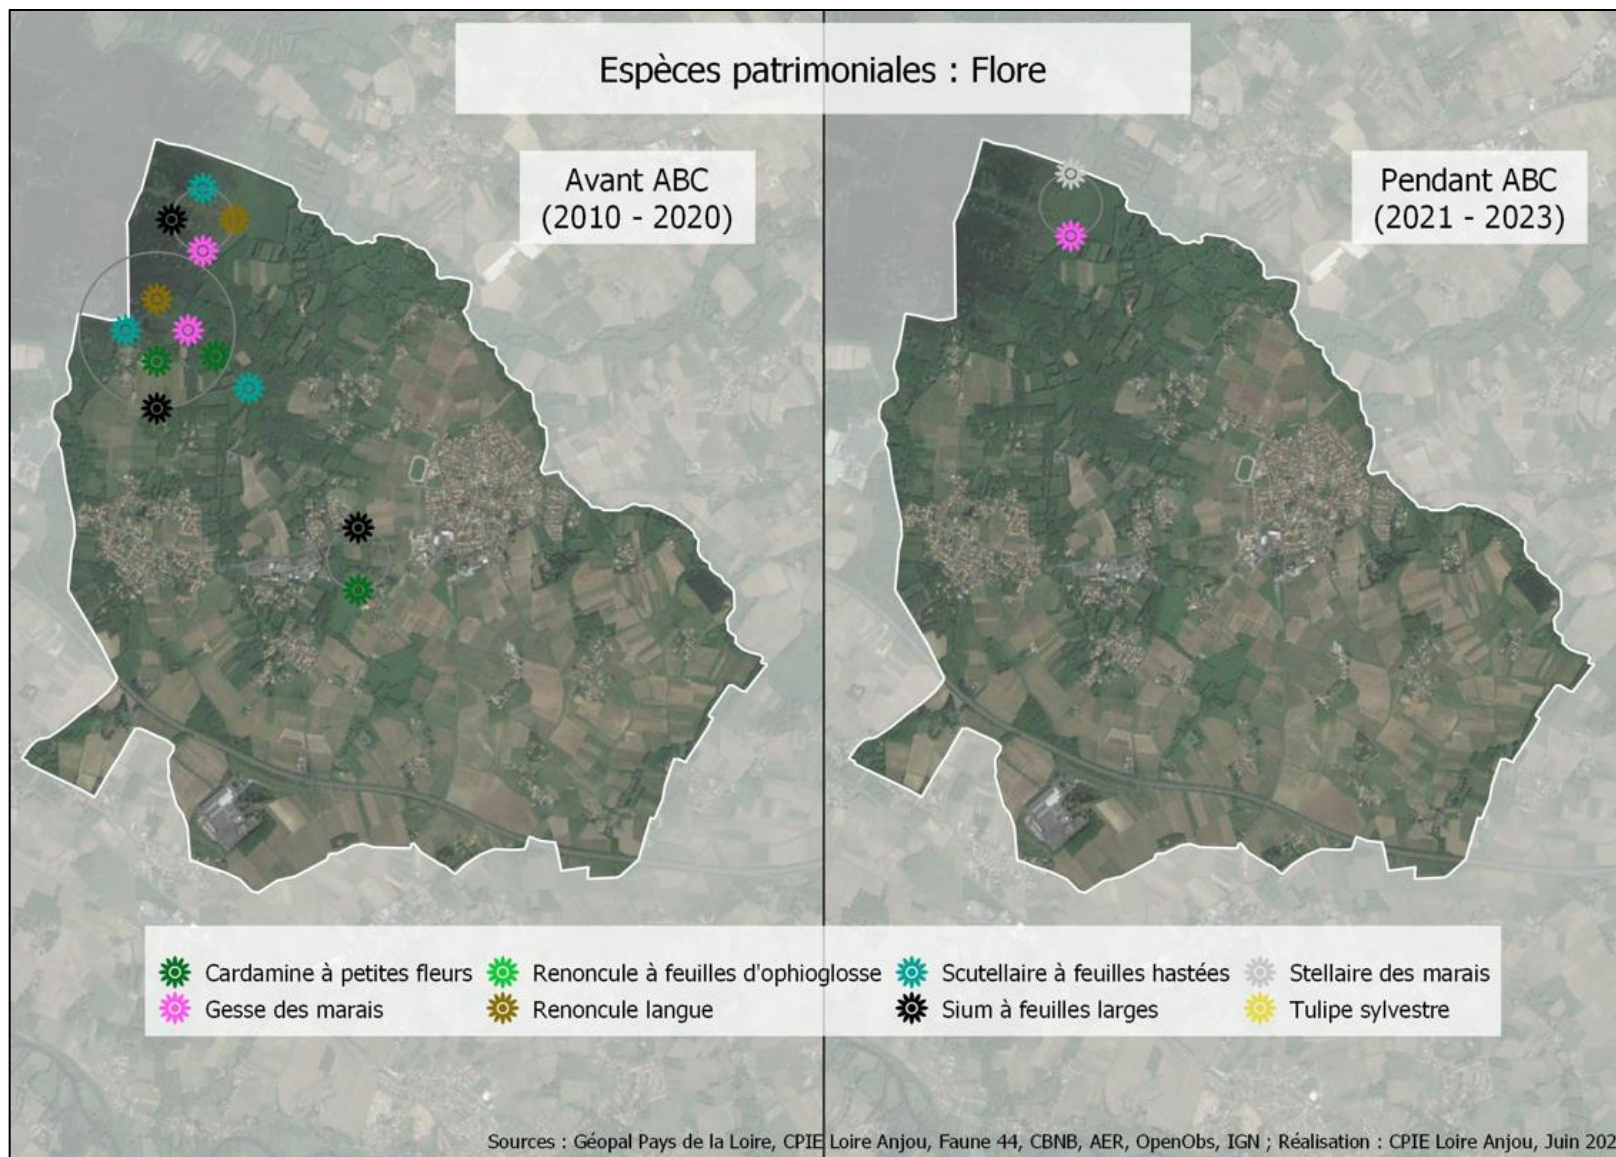 Espèces patrimoniales : Flore
Avant ABC
(2010 - 2020)
Pendant ABC
(2021 - 2023)
Cardamine à petites fleurs
Renoncule à feuilles d'ophioglosse
Scutellaire à feuilles hastées
Stellaire des marais
Gesse des marais
Renoncule langue
Sium à feuilles larges
Tulipe sylvestre
Sources : Géopal Pays de la Loire, CPIE Loire Anjou, Faune 44, CBNB, AER, OpenObs, IGN ; Réalisation : CPIE Loire Anjou, Juin 202